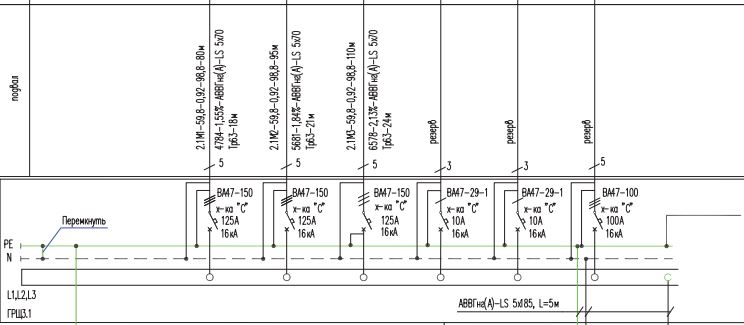 подвал
2.1М1-59,8-0,92-98,8-80м
4784-1,55%-АВВГнг(А)-LS 5х70
Тр63-18м
2.1М2-59,8-0,92-98,8-95м
5681-1,84%-АВВГнг(А)-LS 5х70
Тр63-21м
2.1М3-59,8-0,92-98,8-110м
6578-2,13%-АВВГнг(А)-LS 5х70
Тр63-24м
резерв
резерв
резерв
5
5
5
3
3
5
ВА47-150
х-ка "С"
125А
16кА
ВА47-150
х-ка "С"
125А
16кА
ВА47-150
х-ка "С"
125А
16кА
ВА47-29-1
х-ка "С"
10А
16кА
ВА47-29-1
х-ка "С"
10А
16кА
ВА47-100
х-ка "С"
100А
16кА
Перемкнуть
PE
N
L1,L2,L3
ГРЩ3.1
АВВГнг(А)-LS 5х185, L=5м